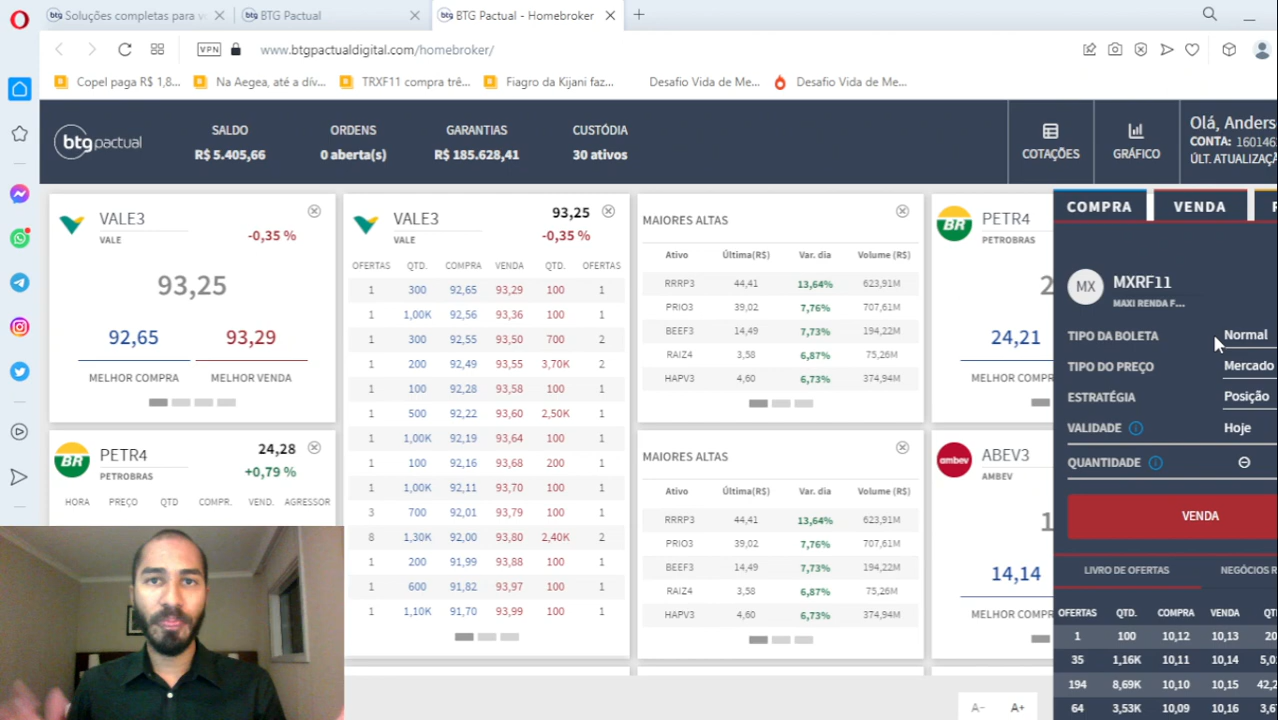 Soluções completas para v
BTG Pactual
BTG Pactual - Homebroker
VPN
www.btgpactualdigital.com/homebroker/
Copel paga R$ 1,8...
Na Aegea, até a dív...
TRXF11 compra trê...
Fiagro da Kijani faz...
Desafio Vida de Me...
Desafio Vida de Me...
btg pactual
SALDO
R$ 5.405,66
ORDENS
0 aberta(s)
GARANTIAS
R$ 185.628,41
CUSTÓDIA
30 ativos
COTAÇÕES
GRÁFICO
Olá, Anders
CONTA: 160146
ÚLT. ATUALIZAÇ
VALE3
VALE
-0,35 %
93,25
92,65 93,29
MELHOR COMPRA MELHOR VENDA
VALE3 93,25
VALE -0,35 %
OFERTAS QTD. COMPRA VENDA QTD. OFERTAS
1 300 92,65 93,29 100 1
1 1,00K 92,56 93,36 100 1
1 300 92,55 93,50 700 2
1 200 92,49 93,55 3,70K 2
1 100 92,28 93,58 100 1
1 500 92,22 93,60 2,50K 1
1 1,00K 92,19 93,64 100 1
1 100 92,16 93,68 200 1
1 1,00K 92,11 93,70 100 1
3 700 92,01 93,79 100 1
8 1,30K 92,00 93,80 2,40K 2
1 200 91,99 93,88 100 1
1 600 91,82 93,97 100 1
1 1,10K 91,70 93,99 100 1
MAIORES ALTAS
Ativo Última(R$) Var. dia Volume (R$)
RRRP3 44,41 13,64% 623,91M
PRIO3 39,02 7,76% 707,61M
BEEF3 14,49 7,73% 194,22M
RAIZ4 3,58 6,87% 75,26M
HAPV3 4,60 6,73% 374,94M
PETR4
PETROBRAS
2
24,21
MELHOR COMPR
PETR4 24,28
PETROBRAS +0,79 %
HORA PREÇO QTD COMPR. VEND. AGRESSOR
MAIORES ALTAS
Ativo Última(R$) Var. dia Volume (R$)
RRRP3 44,41 13,64% 623,91M
PRIO3 39,02 7,76% 707,61M
BEEF3 14,49 7,73% 194,22M
RAIZ4 3,58 6,87% 75,26M
HAPV3 4,60 6,73% 374,94M
ambev
ABEV3
AMBEV
1
14,14
MELHOR COMPR
COMPRA VENDA
MX
MXRF11
MAXI RENDA F...
TIPO DA BOLETA Normal
TIPO DO PREÇO Mercado
ESTRATÉGIA Posição
VALIDADE Hoje
QUANTIDADE
VENDA
LIVRO DE OFERTAS NEGÓCIOS R
OFERTAS QTD. COMPRA VENDA QT
1 100 10,12 10,13 20
35 1,16K 10,11 10,14 5,0
194 8,69K 10,10 10,15 42,2
64 3,53K 10,09 10,16 3,6
A- A+